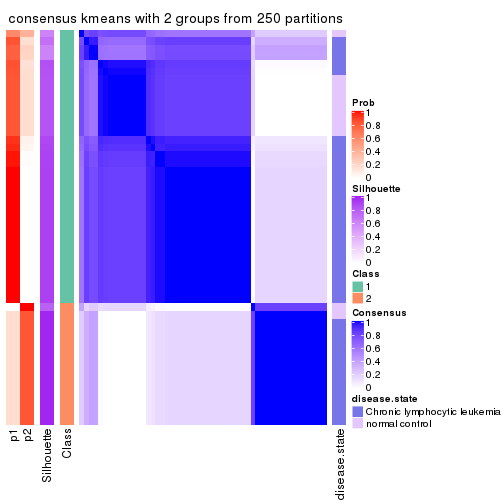 consensus kmeans with 2 groups from 250 partitions
Prob
1
0.8
0.6
0.4
0.2
0
Silhouette
1
0.8
0.6
0.4
0.2
0
Class
1
2
Consensus
1
0.8
0.6
0.4
0.2
0
disease.state
Chronic lymphocytic leukemia
normal control
p1
p2
Silhouette
Class
disease.state